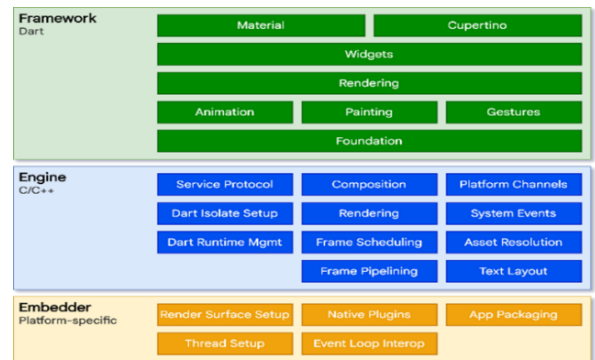 Framework
Dart
Material
Cupertino
Widgets
Rendering
Animation
Painting
Gestures
Foundation
Engine
C/C++
Service Protocol
Composition
Platform Channels
Dart Isolate Setup
Rendering
System Events
Dart Runtime Mgmt
Frame Scheduling
Asset Resolution
Frame Pipelining
Text Layout
Embedder
Platform-specific
Render Surface Setup
Native Plugins
App Packaging
Thread Setup
Event Loop Interop